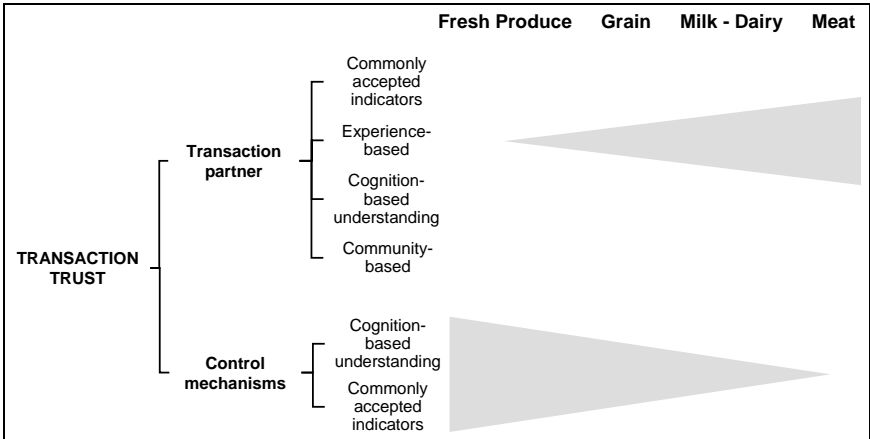 Fresh Produce Grain Milk - Dairy Meat
Commonly
accepted
indicators
Experience-
based
Transaction
partner
Cognition-
based
understanding
Community-
based
TRANSACTION
TRUST
Cognition-
based
understanding
Control
mechanisms
Commonly
accepted
indicators